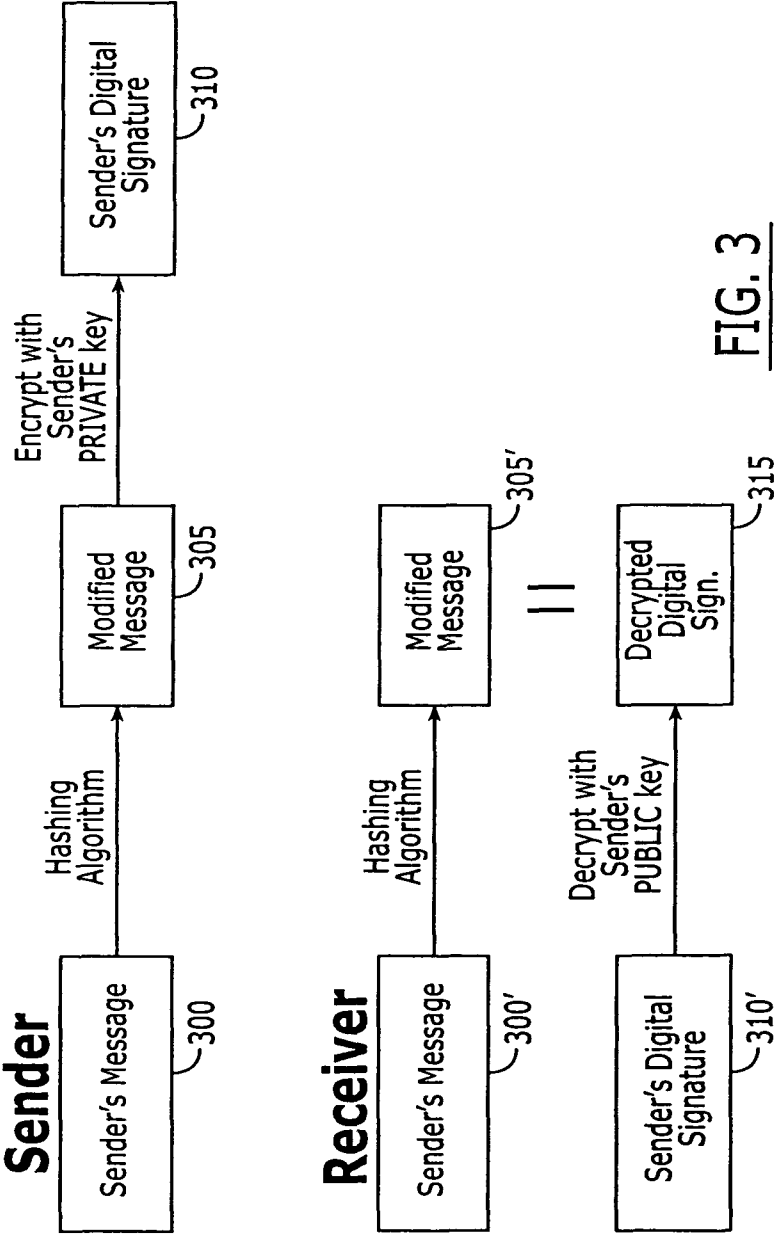 Sender
Sender's Message
300
Hashing
Algorithm
Modified
Message
305
Encrypt with
Sender's
PRIVATE key
Sender's Digital
Signature
310
Receiver
Sender's Message
300'
Hashing
Algorithm
Modified
Message
305'
=
Sender's Digital
Signature
310'
Decrypt with
Sender's
PUBLIC key
Decrypted
Digital
Sign.
315
FIG. 3